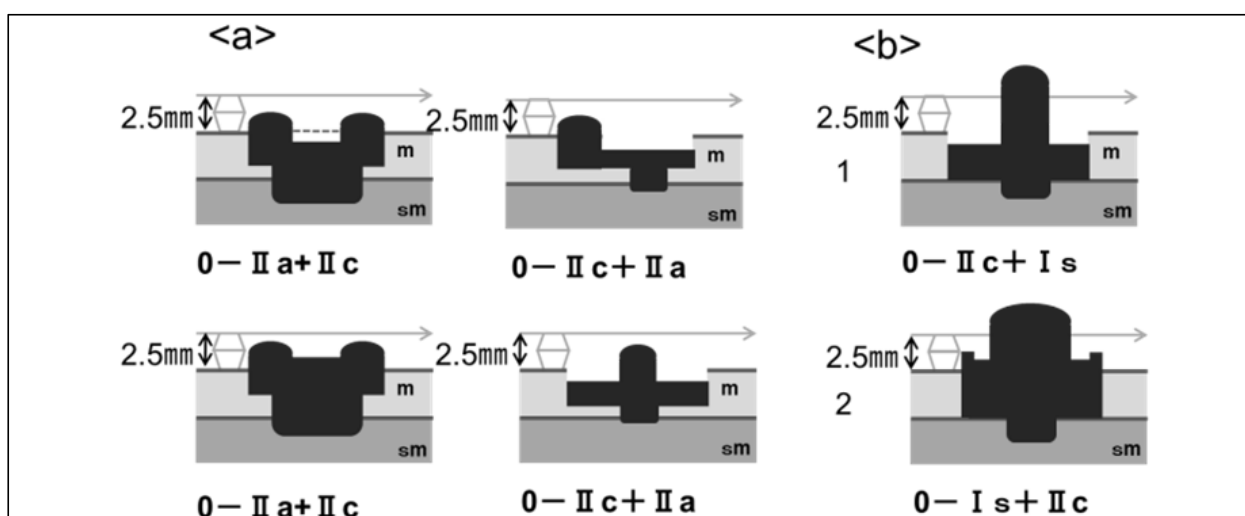 <a>
<b>
2.5mm
m
sm
0-Ⅱa+Ⅱc
2.5mm
m
sm
0-Ⅱc+Ⅱa
2.5mm
1
m
sm
0-Ⅱc+Ⅰs
2.5mm
m
sm
0-Ⅱa+Ⅱc
2.5mm
m
sm
0-Ⅱc+Ⅱa
2.5mm
2
sm
0-Ⅰs+Ⅱc